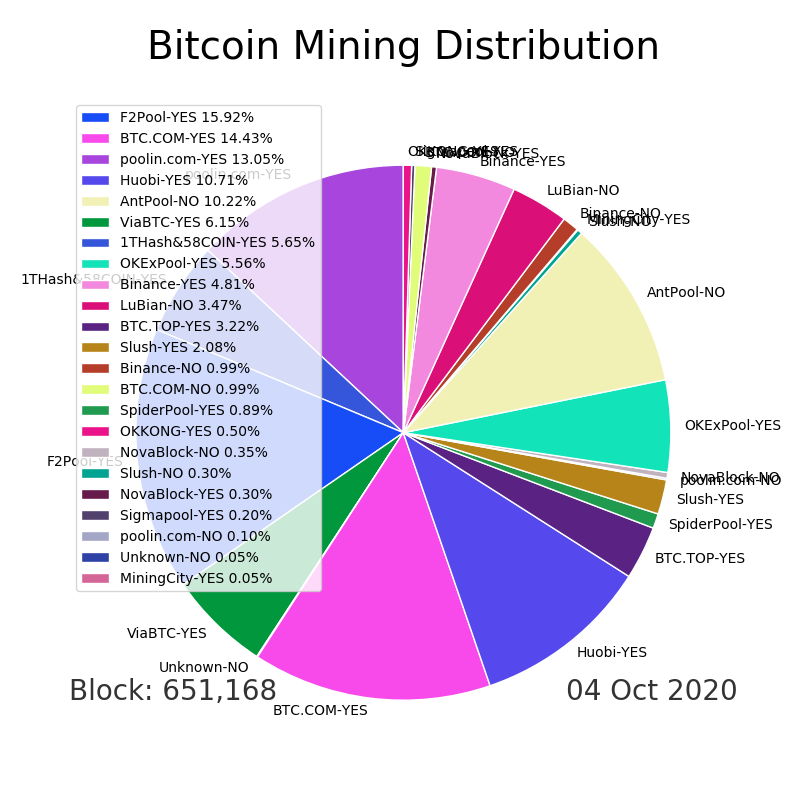 Bitcoin Mining Distribution
F2Pool-YES 15.92%
BTC.COM-YES 14.43%
poolin.com-YES 13.05%
Huobi-YES 10.71%
AntPool-NO 10.22%
ViaBTC-YES 6.15%
1THash&58COIN-YES 5.65%
OKExPool-YES 5.56%
Binance-YES 4.81%
LuBian-NO 3.47%
BTC.TOP-YES 3.22%
Slush-YES 2.08%
Binance-NO 0.99%
BTC.COM-NO 0.99%
SpiderPool-YES 0.89%
OKKONG-YES 0.50%
NovaBlock-NO 0.35%
Slush-NO 0.30%
NovaBlock-YES 0.30%
Sigmapool-YES 0.20%
poolin.com-NO 0.10%
Unknown-NO 0.05%
MiningCity-YES 0.05%
poolin.com-YES
1THash&58COIN-YES
F2Pool-YES
ViaBTC-YES
Unknown-NO
BTC.COM-YES
Huobi-YES
BTC.TOP-YES
SpiderPool-YES
Slush-YES
poolin.com-NO
NovaBlock-NO
OKExPool-YES
AntPool-NO
Slush-NO
MiningCity-YES
Binance-NO
LuBian-NO
Binance-YES
Block: 651,168
04 Oct 2020